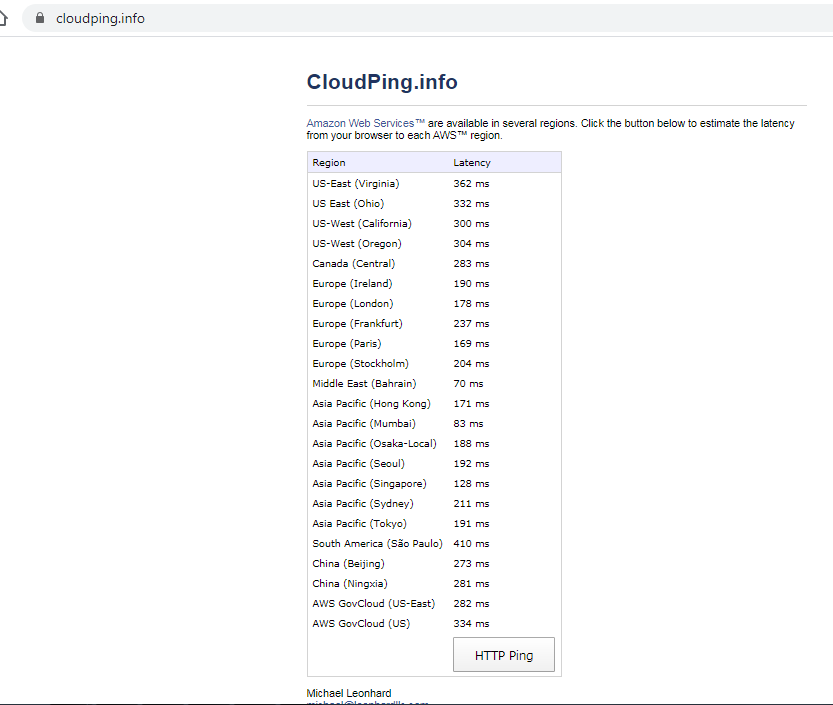 cloudping.info
CloudPing.info
Amazon Web Services™ are available in several regions. Click the button below to estimate the latency
from your browser to each AWS™ region.
Region Latency
US-East (Virginia) 362 ms
US East (Ohio) 332 ms
US-West (California) 300 ms
US-West (Oregon) 304 ms
Canada (Central) 283 ms
Europe (Ireland) 190 ms
Europe (London) 178 ms
Europe (Frankfurt) 237 ms
Europe (Paris) 169 ms
Europe (Stockholm) 204 ms
Middle East (Bahrain) 70 ms
Asia Pacific (Hong Kong) 171 ms
Asia Pacific (Mumbai) 83 ms
Asia Pacific (Osaka-Local) 188 ms
Asia Pacific (Seoul) 192 ms
Asia Pacific (Singapore) 128 ms
Asia Pacific (Sydney) 211 ms
Asia Pacific (Tokyo) 191 ms
South America (São Paulo) 410 ms
China (Beijing) 273 ms
China (Ningxia) 281 ms
AWS GovCloud (US-East) 282 ms
AWS GovCloud (US) 334 ms
HTTP Ping
Michael Leonhard